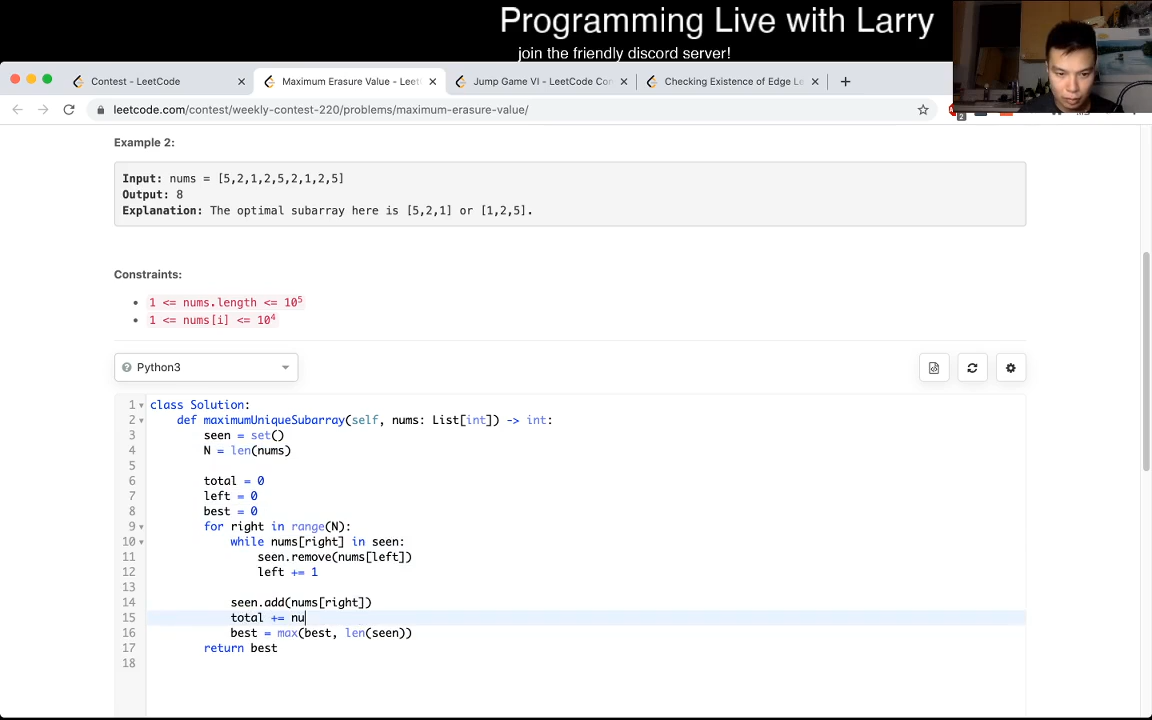 Programming Live with Larry
join the friendly discord server!
Contest - LeetCode
Maximum Erasure Value - Leet
Jump Game VI - LeetCode Con
Checking Existence of Edge Le
leetcode.com/contest/weekly-contest-220/problems/maximum-erasure-value/
2
Example 2:
Input: nums = [5,2,1,2,5,2,1,2,5]
Output: 8
Explanation: The optimal subarray here is [5,2,1] or [1,2,5].
Constraints:
1 <= nums.length <= 10⁵
1 <= nums[i] <= 10⁴
Python3
1 class Solution:
2 def maximumUniqueSubarray(self, nums: List[int]) -> int:
3 seen = set()
4 N = len(nums)
5
6 total = 0
7 left = 0
8 best = 0
9 for right in range(N):
10 while nums[right] in seen:
11 seen.remove(nums[left])
12 left += 1
13
14 seen.add(nums[right])
15 total += nu
16 best = max(best, len(seen))
17 return best
18